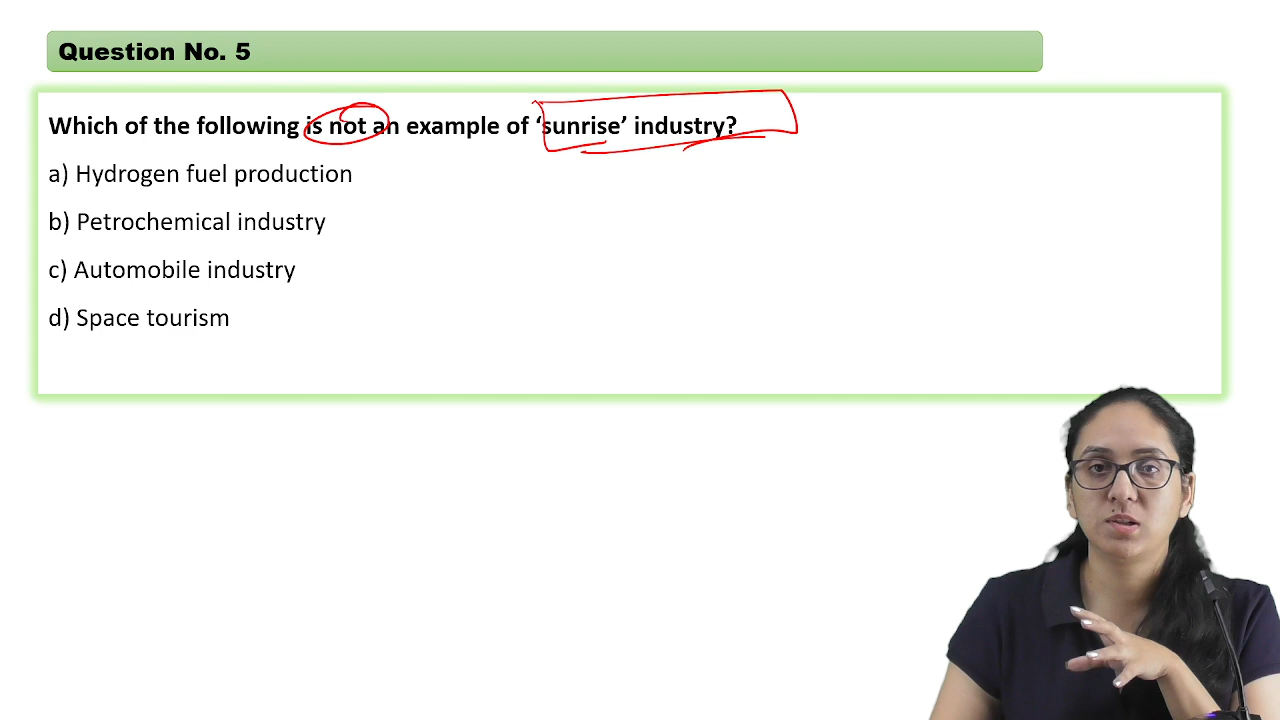 Question No. 5
Which of the following is not an example of ‘sunrise’ industry?
a) Hydrogen fuel production
b) Petrochemical industry
c) Automobile industry
d) Space tourism